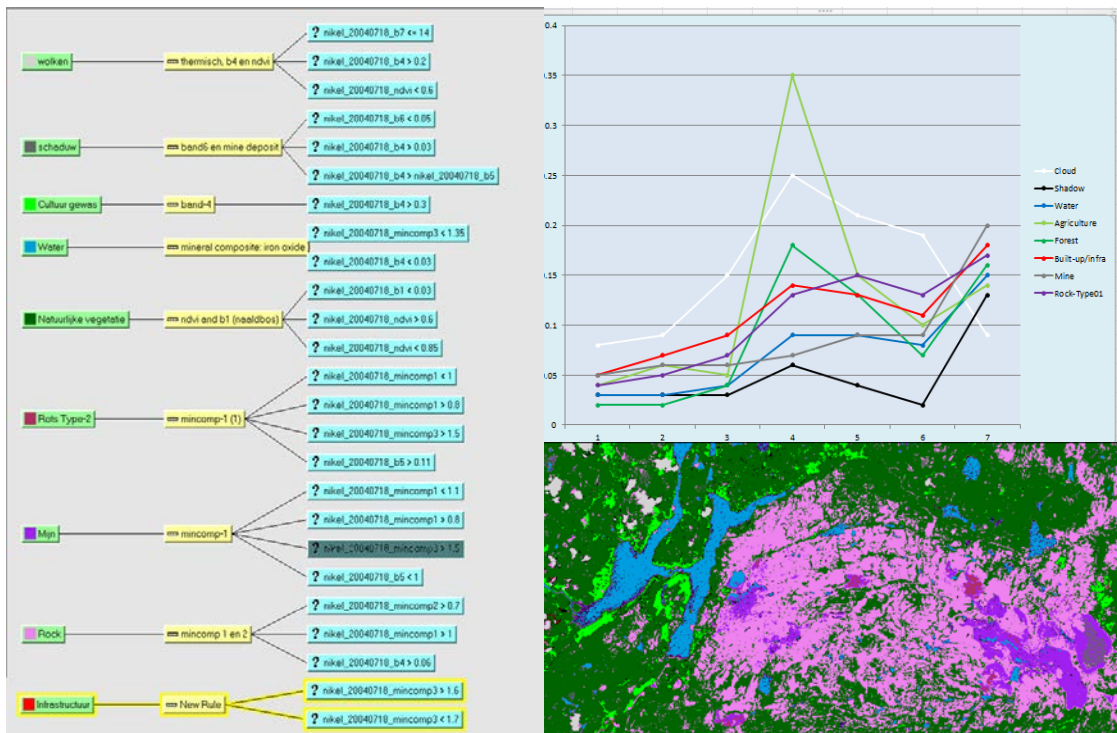 ? nikel_20040718_b7 <= 14
wolken
thermisch, b4 en ndvi
? nikel_20040718_b4 > 0.2
? nikel_20040718_ndvi < 0.6
? nikel_20040718_b6 < 0.05
schaduw
band6 en mine deposit
? nikel_20040718_b4 > 0.03
? nikel_20040718_b4 > nikel_20040718_b5
Cultuur gewas
band-4
? nikel_20040718_b4 > 0.3
? nikel_20040718_mincomp3 < 1.35
Water
mineral composite: iron oxide
? nikel_20040718_b4 < 0.03
? nikel_20040718_b1 < 0.03
Natuurlijke vegetatie
ndvi and b1 (naaldbos)
? nikel_20040718_ndvi > 0.6
? nikel_20040718_ndvi < 0.85
? nikel_20040718_mincomp1 < 1
? nikel_20040718_mincomp1 > 0.8
Rots Type-2
mincomp-1 (1)
? nikel_20040718_mincomp3 > 1.5
? nikel_20040718_b5 > 0.11
? nikel_20040718_mincomp1 < 1.1
? nikel_20040718_mincomp1 > 0.8
Mijn
mincomp-1
? nikel_20040718_mincomp3 > 1.5
? nikel_20040718_b5 < 1
? nikel_20040718_mincomp2 > 0.7
Rock
mincomp 1 en 2
? nikel_20040718_mincomp1 > 1
? nikel_20040718_b4 > 0.06
? nikel_20040718_mincomp3 > 1.6
Infrastructuur
New Rule
? nikel_20040718_mincomp3 < 1.7
0.4
0.35
0.3
0.25
0.2
0.15
0.1
0.05
0
1 2 3 4 5 6 7
Cloud
Shadow
Water
Agriculture
Forest
Built-up/infra
Mine
Rock-Type01